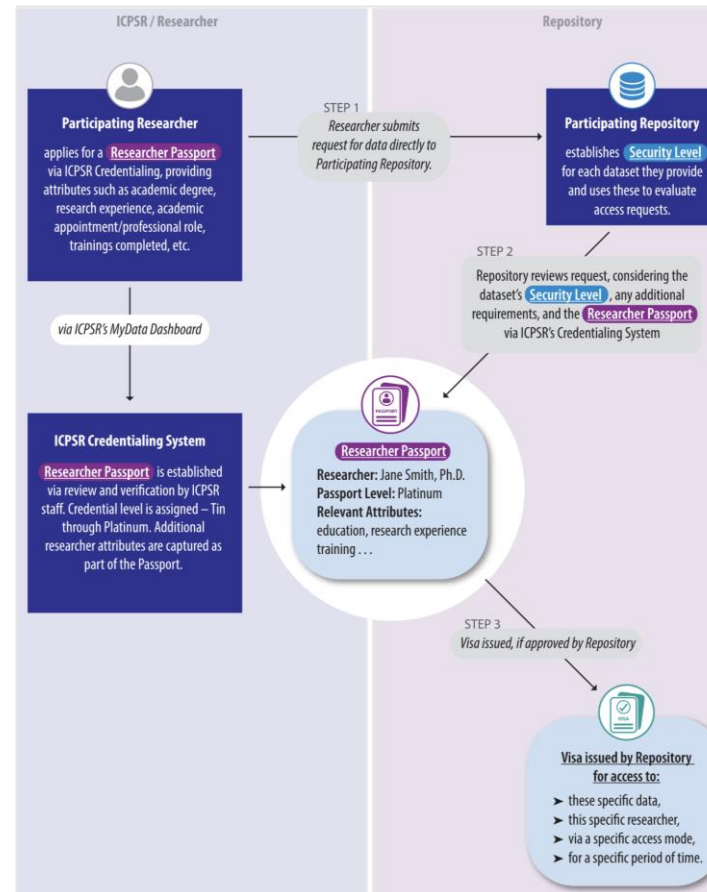 ICPSR / Researcher
Repository
Participating Researcher
applies for a Researcher Passport
via ICPSR Credentialing, providing
attributes such as academic degree,
research experience, academic
appointment/professional role,
trainings completed, etc.
STEP 1
Researcher submits
request for data directly to
Participating Repository.
Participating Repository
establishes Security Level
for each dataset they provide
and uses these to evaluate
access requests.
STEP 2
Repository reviews request, considering the
dataset's Security Level, any additional
requirements, and the Researcher Passport
via ICPSR's Credentialing System
via ICPSR's MyData Dashboard
ICPSR Credentialing System
Researcher Passport is established
via review and verification by ICPSR
staff. Credential level is assigned – Tin
through Platinum. Additional
researcher attributes are captured as
part of the Passport.
PASSPORT
Researcher Passport
Researcher: Jane Smith, Ph.D.
Passport Level: Platinum
Relevant Attributes:
education, research experience
training . . .
STEP 3
Visa issued, if approved by Repository
VISA
Visa issued by Repository
for access to:
➤ these specific data,
➤ this specific researcher,
➤ via a specific access mode,
➤ for a specific period of time.